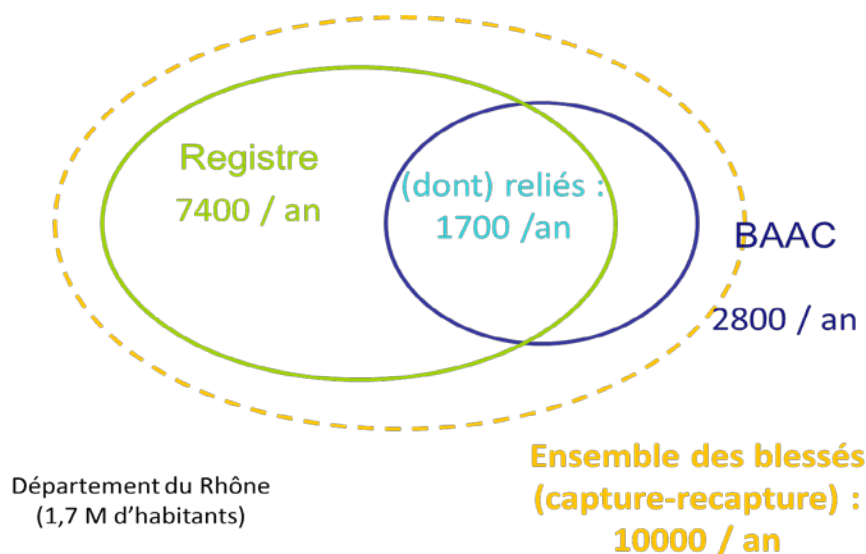 Registre
7400 / an
(dont) reliés :
1700 /an
BAAC
2800 / an
Département du Rhône
(1,7 M d’habitants)
Ensemble des blessés
(capture-recapture) :
10000 / an